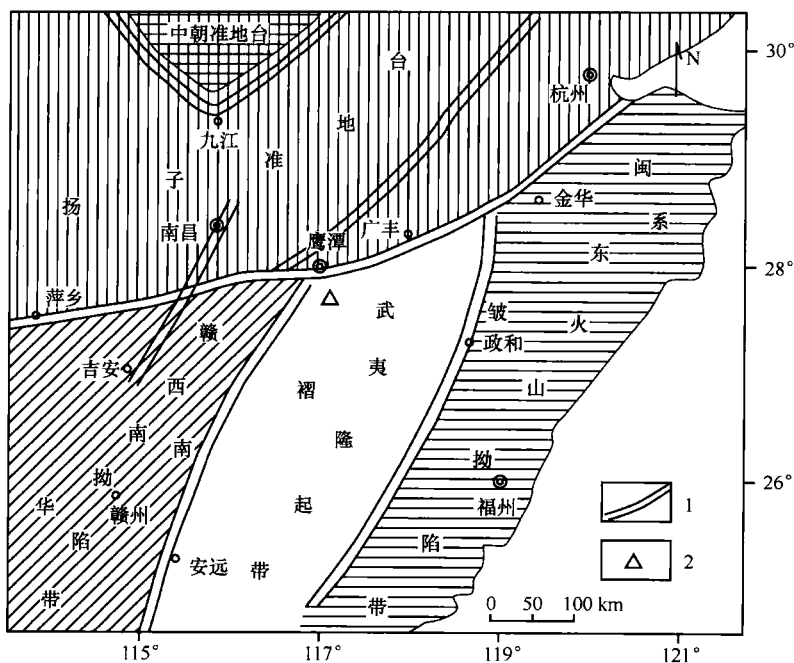 中朝准地台
30°
N
杭州
九江
扬子准地台
南昌
鹰潭
广丰
金华
28°
萍乡
吉安
政和
华南褶皱系
赣西南拗陷带
武夷隆起带
闽东火山拗陷带
赣州
福州
26°
安远
1
2
0 50 100 km
115° 117° 119° 121°